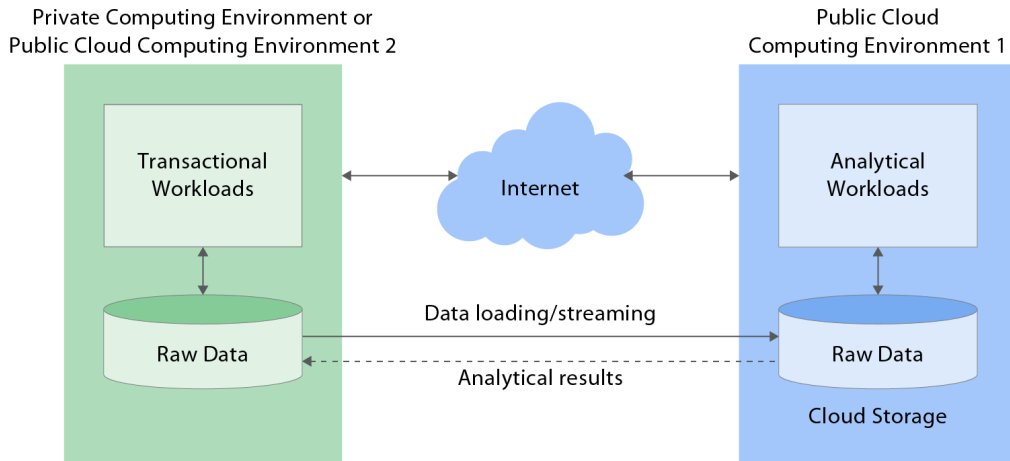 Private Computing Environment or
Public Cloud Computing Environment 2
Public Cloud
Computing Environment 1
Transactional
Workloads
Internet
Analytical
Workloads
Data loading/streaming
Raw Data
Raw Data
Analytical results
Cloud Storage